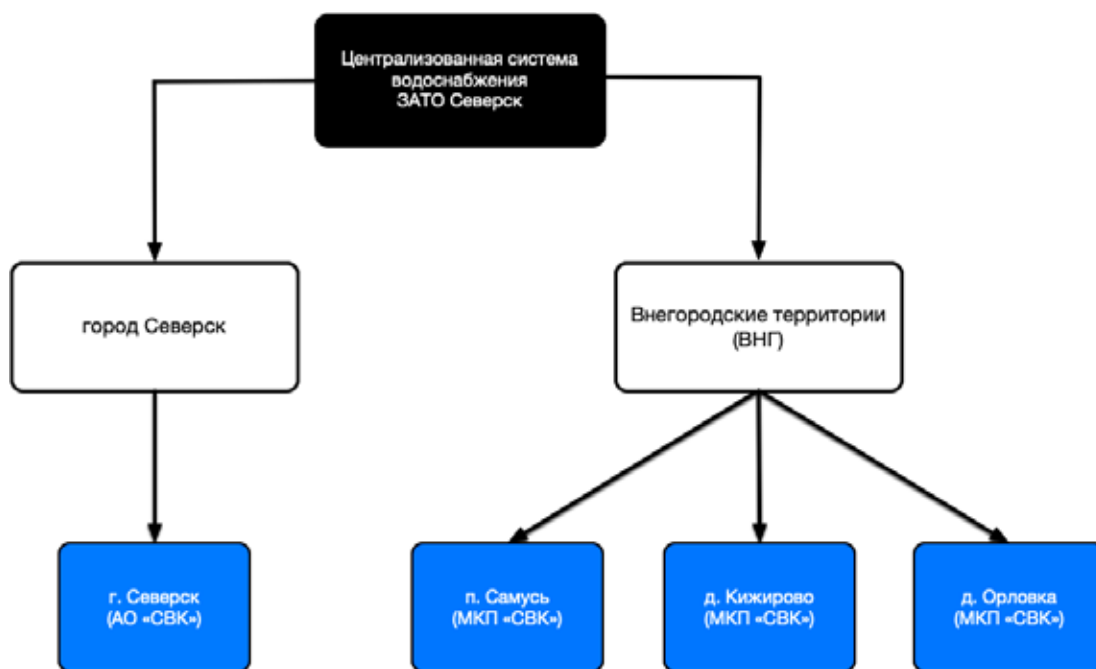 Централизованная система
водоснабжения
ЗАТО Северск
город Северск
Внегородские территории
(ВНГ)
г. Северск
(АО «СВК»)
п. Самусь
(МКП «СВК»)
д. Кижирово
(МКП «СВК»)
д. Орловка
(МКП «СВК»)